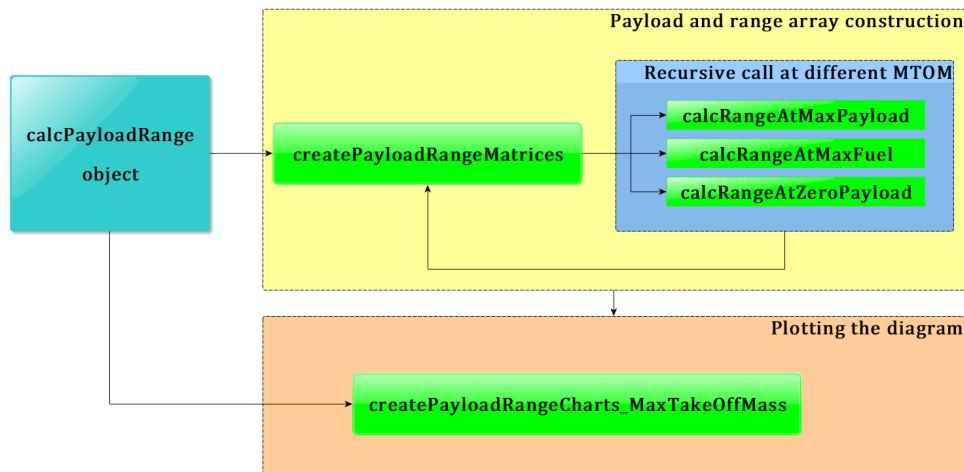 Payload and range array construction
Recursive call at different MTOM
calcPayloadRange
object
createPayloadRangeMatrices
calcRangeAtMaxPayload
calcRangeAtMaxFuel
calcRangeAtZeroPayload
Plotting the diagram
createPayloadRangeCharts_MaxTakeOffMass